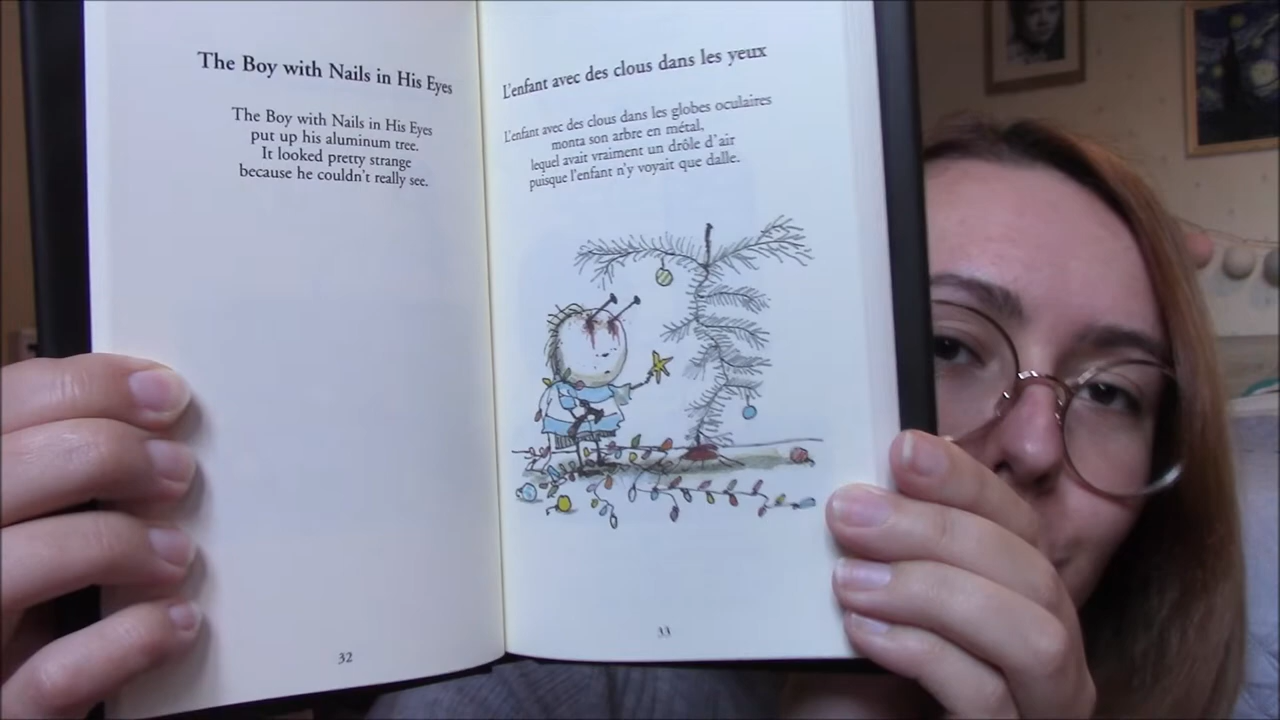 The Boy with Nails in His Eyes
The Boy with Nails in His Eyes
put up his aluminum tree.
It looked pretty strange
because he couldn't really see.
32
L'enfant avec des clous dans les yeux
L'enfant avec des clous dans les globes oculaires
monta son arbre en métal,
lequel avait vraiment un drôle d'air
puisque l'enfant n'y voyait que dalle.
33